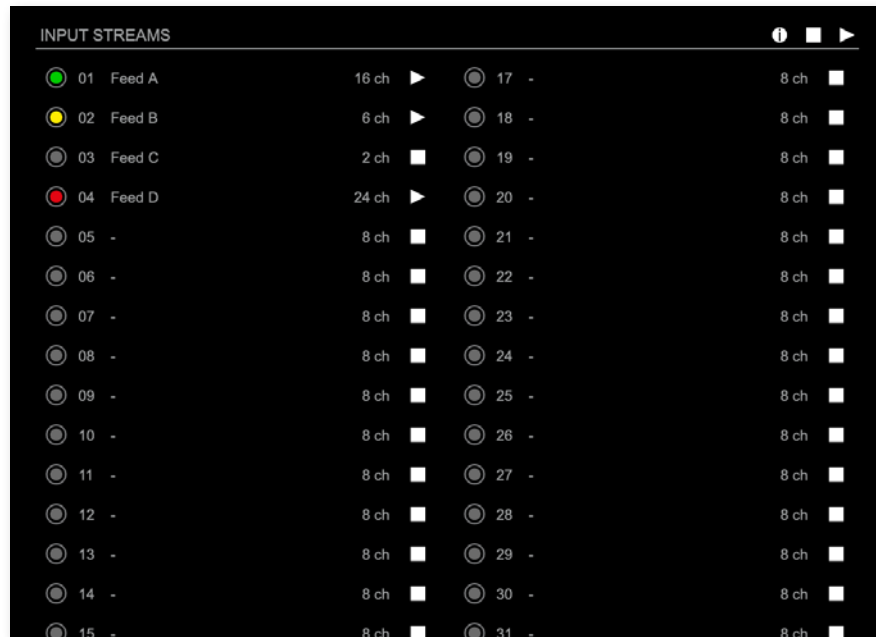 INPUT STREAMS
01 Feed A 16 ch
02 Feed B 6 ch
03 Feed C 2 ch
04 Feed D 24 ch
05 - 8 ch
06 - 8 ch
07 - 8 ch
08 - 8 ch
09 - 8 ch
10 - 8 ch
11 - 8 ch
12 - 8 ch
13 - 8 ch
14 - 8 ch
15 - 8 ch
17 - 8 ch
18 - 8 ch
19 - 8 ch
20 - 8 ch
21 - 8 ch
22 - 8 ch
23 - 8 ch
24 - 8 ch
25 - 8 ch
26 - 8 ch
27 - 8 ch
28 - 8 ch
29 - 8 ch
30 - 8 ch
31 - 8 ch